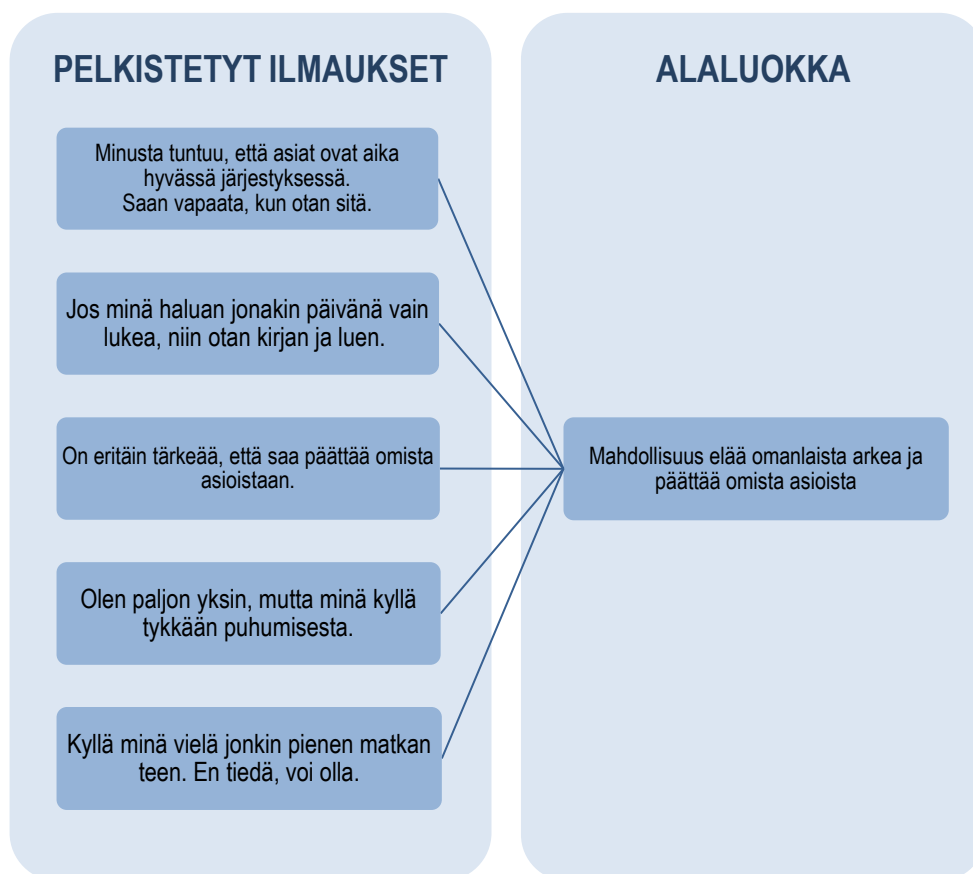 PELKISTETYT ILMAUKSET
Minusta tuntuu, että asiat ovat aika
hyvässä järjestyksessä.
Saan vapaata, kun otan sitä.
Jos minä haluan jonakin päivänä vain
lukea, niin otan kirjan ja luen.
On eritäin tärkeää, että saa päättää omista
asioistaan.
Olen paljon yksin, mutta minä kyllä
tykkään puhumisesta.
Kyllä minä vielä jonkin pienen matkan
teen. En tiedä, voi olla.
ALALUOKKA
Mahdollisuus elää omanlaista arkea ja
päättää omista asioista